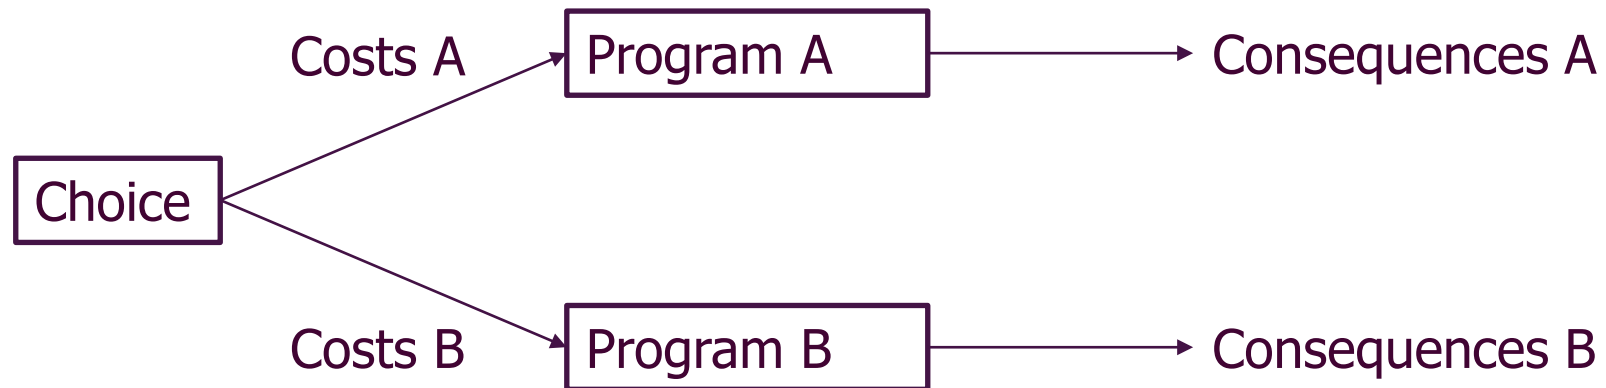 Costs A
Program A
Consequences A
Choice
Costs B
Program B
Consequences B